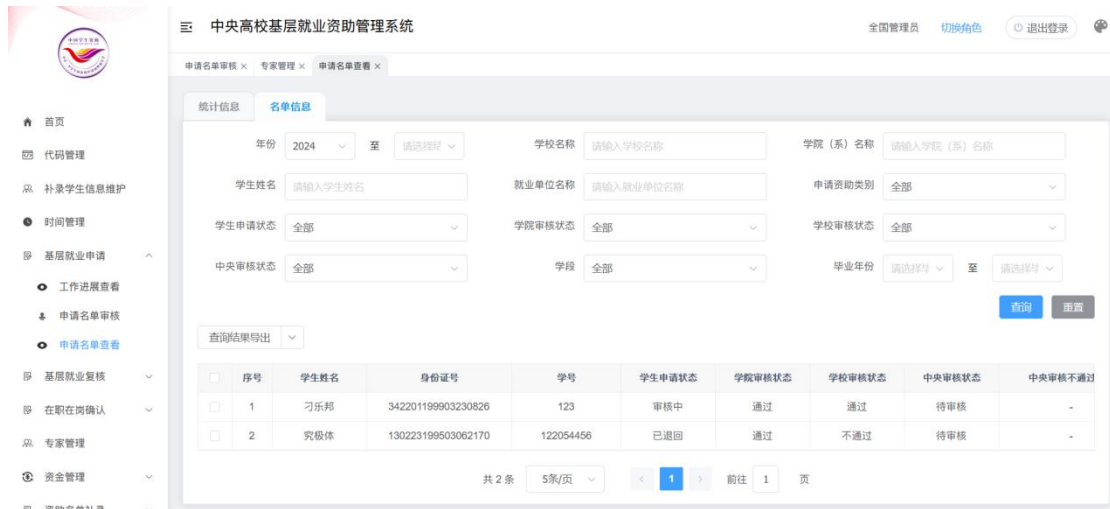 中央高校基层就业资助管理系统
全国管理员 切换角色 退出登录
申请名单审核 × 专家管理 × 申请名单查看 ×
首页
代码管理
补录学生信息维护
时间管理
基层就业申请
工作进展查看
申请名单审核
申请名单查看
基层就业复核
在职在岗确认
专家管理
资金管理
资助名单补录
统计信息 名单信息
年份 2024 至 请选择结 学校名称 请输入学校名称 学院（系）名称 请输入学院（系）名称
学生姓名 请输入学生姓名 就业单位名称 请输入就业单位名称 申请资助类别 全部
学生申请状态 全部 学院审核状态 全部 学校审核状态 全部
中央审核状态 全部 学段 全部 毕业年份 请选择毕 至 请选择毕
查询 重置
查询结果导出
序号 学生姓名 身份证号 学号 学生申请状态 学院审核状态 学校审核状态 中央审核状态 中央审核不通过
1 刁乐邦 342201199903230826 123 审核中 通过 通过 待审核 -
2 究极体 130223199503062170 122054456 已退回 通过 不通过 待审核 -
共 2 条 5条/页 < 1 > 前往 1 页